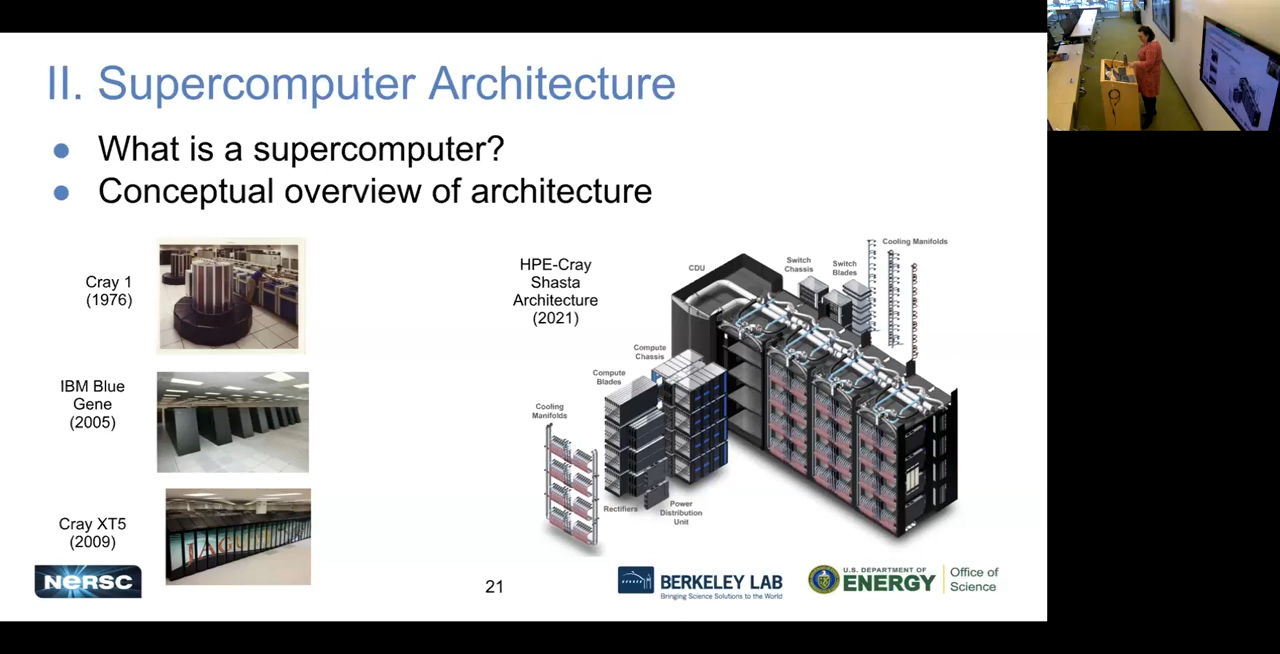 II. Supercomputer Architecture
● What is a supercomputer?
● Conceptual overview of architecture
Cray 1
(1976)
IBM Blue
Gene
(2005)
Cray XT5
(2009)
HPE-Cray
Shasta
Architecture
(2021)
CDU
Switch
Chassis
Switch
Blades
Cooling Manifolds
Compute
Chassis
Compute
Blades
Cooling
Manifolds
Rectifiers
Power
Distribution
Unit
NERSC
21
BERKELEY LAB
Bringing Science Solutions to the World
U.S. DEPARTMENT OF
ENERGY
Office of
Science